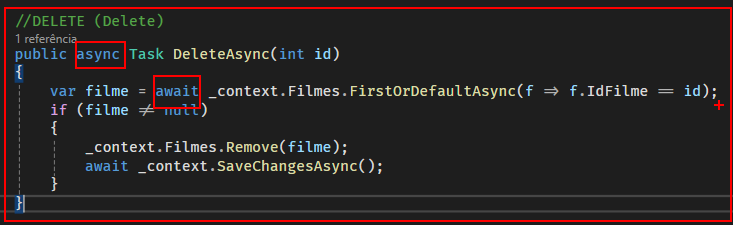 //DELETE (Delete)
1 referência
public async Task DeleteAsync(int id)
{
var filme = await _context.Filmes.FirstOrDefaultAsync(f => f.IdFilme == id);
if (filme != null)
{
_context.Filmes.Remove(filme);
await _context.SaveChangesAsync();
}
}